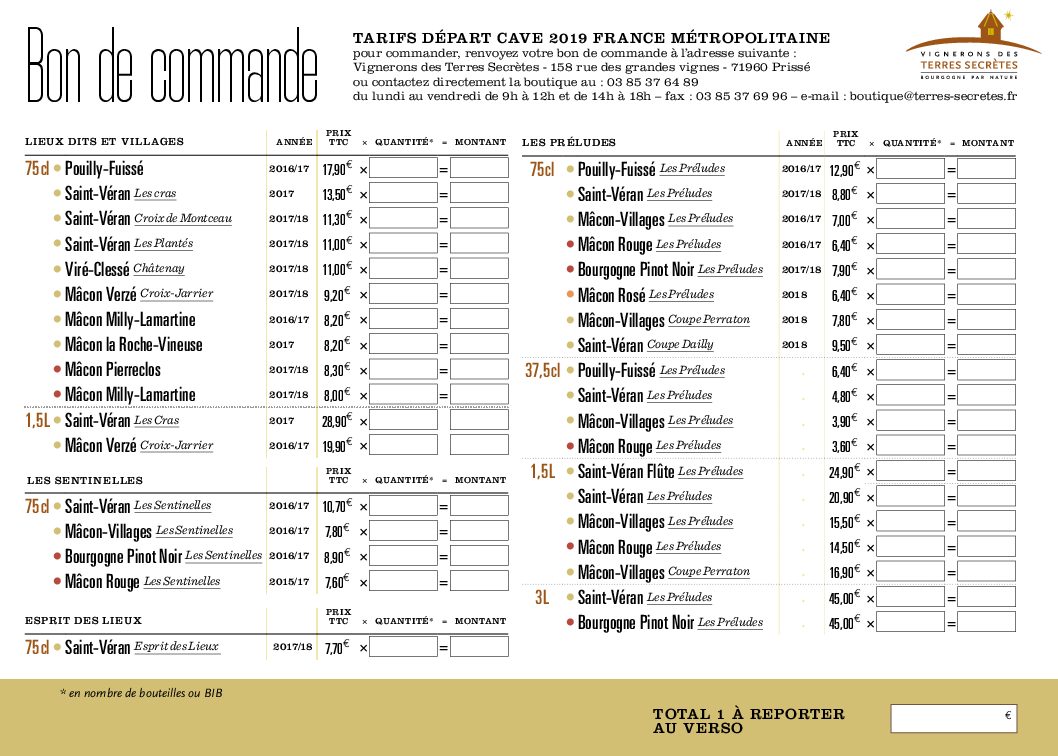 Bon de commande
TARIFS DÉPART CAVE 2019 FRANCE MÉTROPOLITAINE
pour commander, renvoyez votre bon de commande à l'adresse suivante :
Vignerons des Terres Secrètes - 158 rue des grandes vignes - 71960 Prissé
ou contactez directement la boutique au : 03 85 37 64 89
du lundi au vendredi de 9h à 12h et de 14h à 18h – fax : 03 85 37 69 96 – e-mail : boutique@terres-secretes.fr
VIGNERONS DES
TERRES SECRÈTES
BOURGOGNE PAR NATURE
LIEUX DITS ET VILLAGES ANNÉE PRIX TTC × QUANTITÉ* = MONTANT
75cl Pouilly-Fuissé 2016/17 17,90€ × =
Saint-Véran Les cras 2017 13,50€ × =
Saint-Véran Croix de Montceau 2017/18 11,30€ × =
Saint-Véran Les Plantés 2017/18 11,00€ × =
Viré-Clessé Châtenay 2017/18 11,00€ × =
Mâcon Verzé Croix-Jarrier 2017/18 9,20€ × =
Mâcon Milly-Lamartine 2016/17 8,20€ × =
Mâcon la Roche-Vineuse 2017 8,20€ × =
Mâcon Pierreclos 2017/18 8,30€ × =
Mâcon Milly-Lamartine 2017/18 8,00€ × =
1,5L Saint-Véran Les Cras 2017 28,90€ × =
Mâcon Verzé Croix-Jarrier 2016/17 19,90€ × =
LES SENTINELLES PRIX TTC × QUANTITÉ* = MONTANT
75cl Saint-Véran Les Sentinelles 2016/17 10,70€ × =
Mâcon-Villages Les Sentinelles 2016/17 7,80€ × =
Bourgogne Pinot Noir Les Sentinelles 2016/17 8,90€ × =
Mâcon Rouge Les Sentinelles 2015/17 7,60€ × =
ESPRIT DES LIEUX PRIX TTC × QUANTITÉ* = MONTANT
75cl Saint-Véran Esprit des Lieux 2017/18 7,70€ × =
LES PRÉLUDES ANNÉE PRIX TTC × QUANTITÉ* = MONTANT
75cl Pouilly-Fuissé Les Préludes 2016/17 12,90€ × =
Saint-Véran Les Préludes 2017/18 8,80€ × =
Mâcon-Villages Les Préludes 2016/17 7,00€ × =
Mâcon Rouge Les Préludes 2016/17 6,40€ × =
Bourgogne Pinot Noir Les Préludes 2017/18 7,90€ × =
Mâcon Rosé Les Préludes 2018 6,40€ × =
Mâcon-Villages Coupe Perraton 2018 7,80€ × =
Saint-Véran Coupe Dailly 2018 9,50€ × =
37,5cl Pouilly-Fuissé Les Préludes 6,40€ × =
Saint-Véran Les Préludes 4,80€ × =
Mâcon-Villages Les Préludes 3,90€ × =
Mâcon Rouge Les Préludes 3,60€ × =
1,5L Saint-Véran Flûte Les Préludes 24,90€ × =
Saint-Véran Les Préludes 20,90€ × =
Mâcon-Villages Les Préludes 15,50€ × =
Mâcon Rouge Les Préludes 14,50€ × =
Mâcon-Villages Coupe Perraton 16,90€ × =
3L Saint-Véran Les Préludes 45,00€ × =
Bourgogne Pinot Noir Les Préludes 45,00€ × =
* en nombre de bouteilles ou BIB
TOTAL 1 À REPORTER
AU VERSO
€